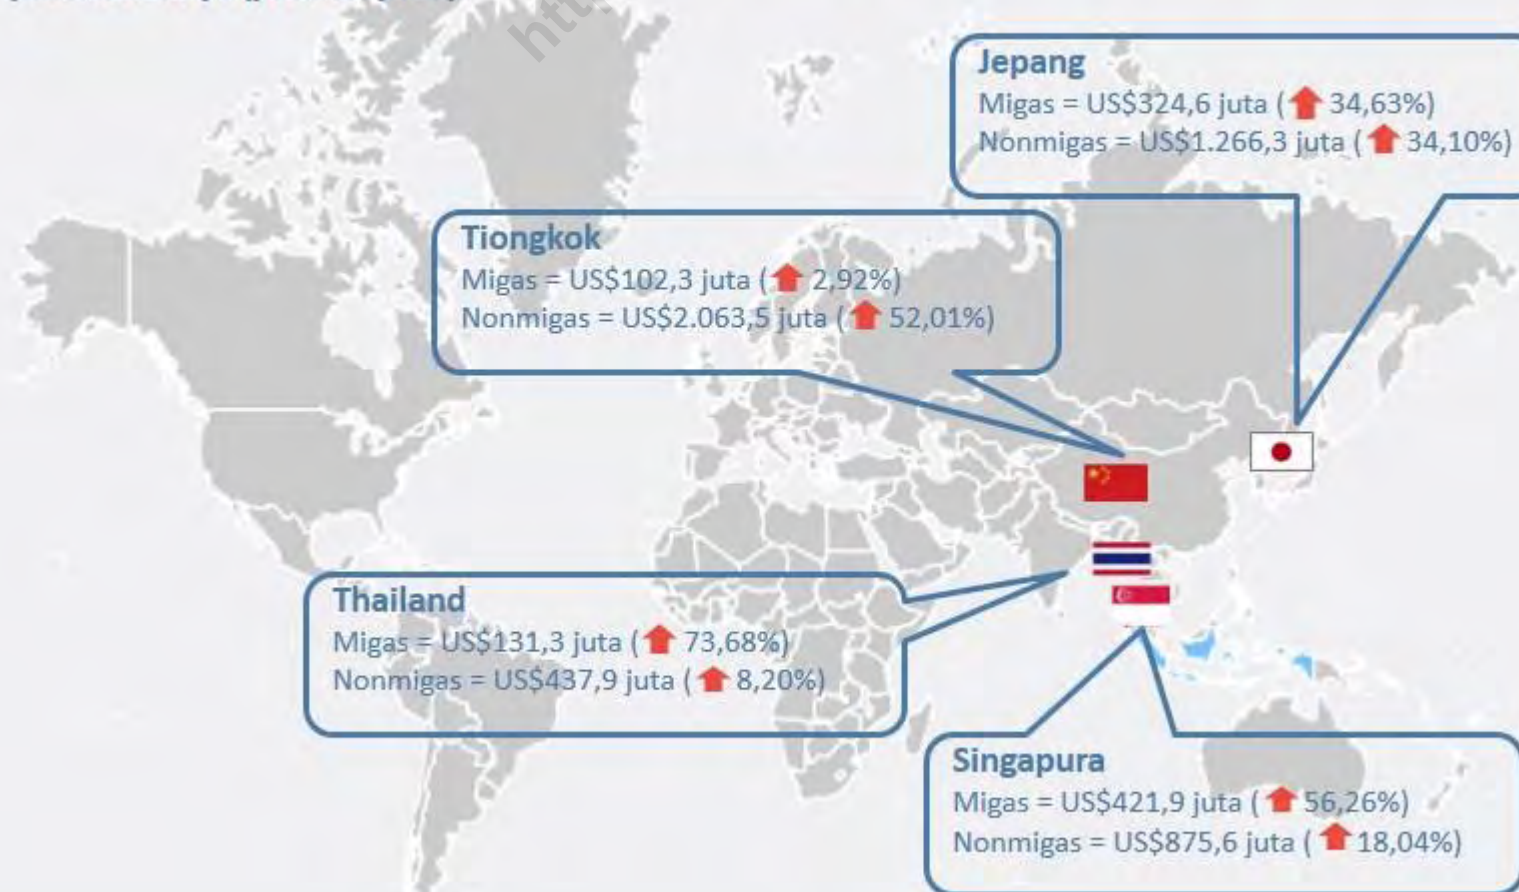 Jepang
Migas = US$324,6 juta ( 34,63%)
Nonmigas = US$1.266,3 juta ( 34,10%)
Tiongkok
Migas = US$102,3 juta ( 2,92%)
Nonmigas = US$2.063,5 juta ( 52,01%)
Thailand
Migas = US$131,3 juta ( 73,68%)
Nonmigas = US$437,9 juta ( 8,20%)
Singapura
Migas = US$421,9 juta ( 56,26%)
Nonmigas = US$875,6 juta ( 18,04%)